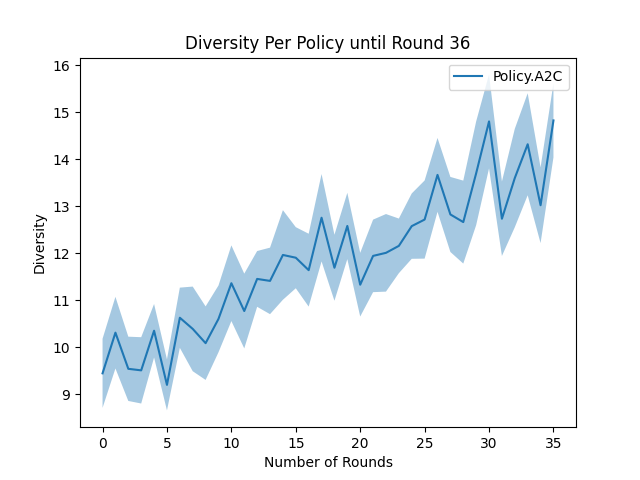 Diversity Per Policy until Round 36
Policy.A2C
16
15
14
13
12
11
10
9
Diversity
0 5 10 15 20 25 30 35
Number of Rounds